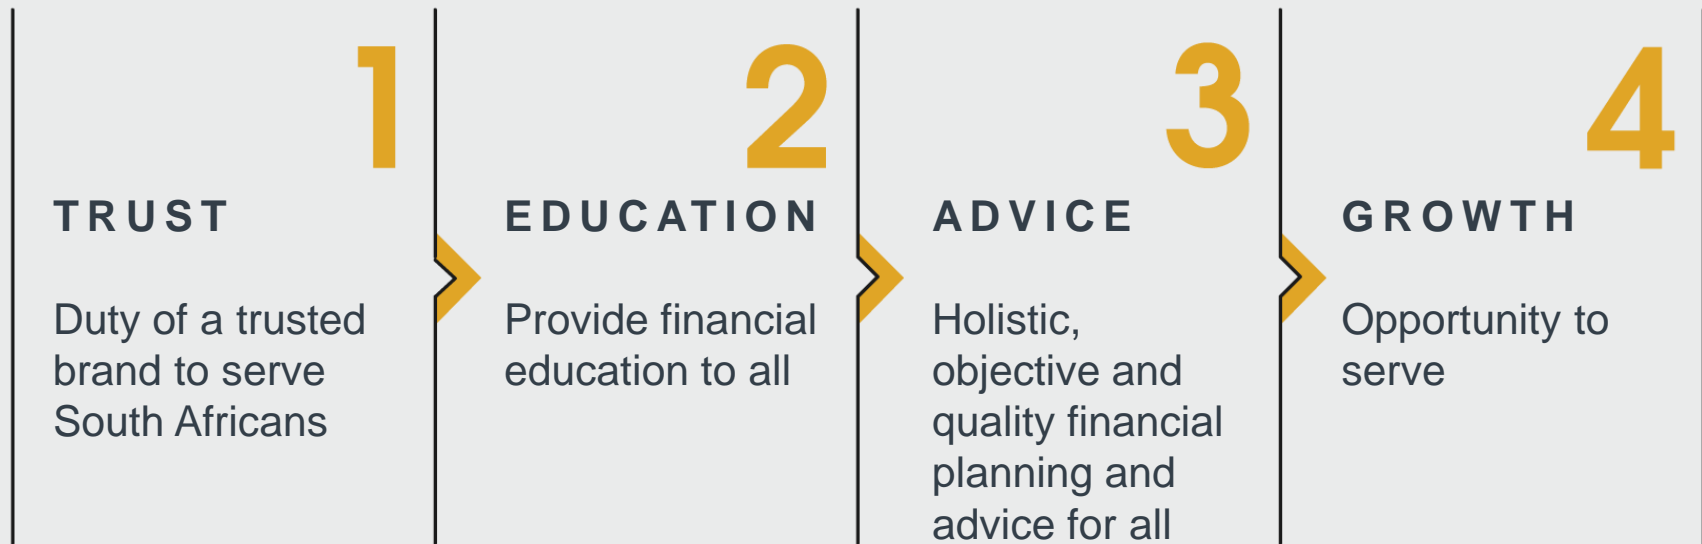 1
TRUST
Duty of a trusted
brand to serve
South Africans
2
EDUCATION
Provide financial
education to all
3
ADVICE
Holistic,
objective and
quality financial
planning and
advice for all
4
GROWTH
Opportunity to
serve